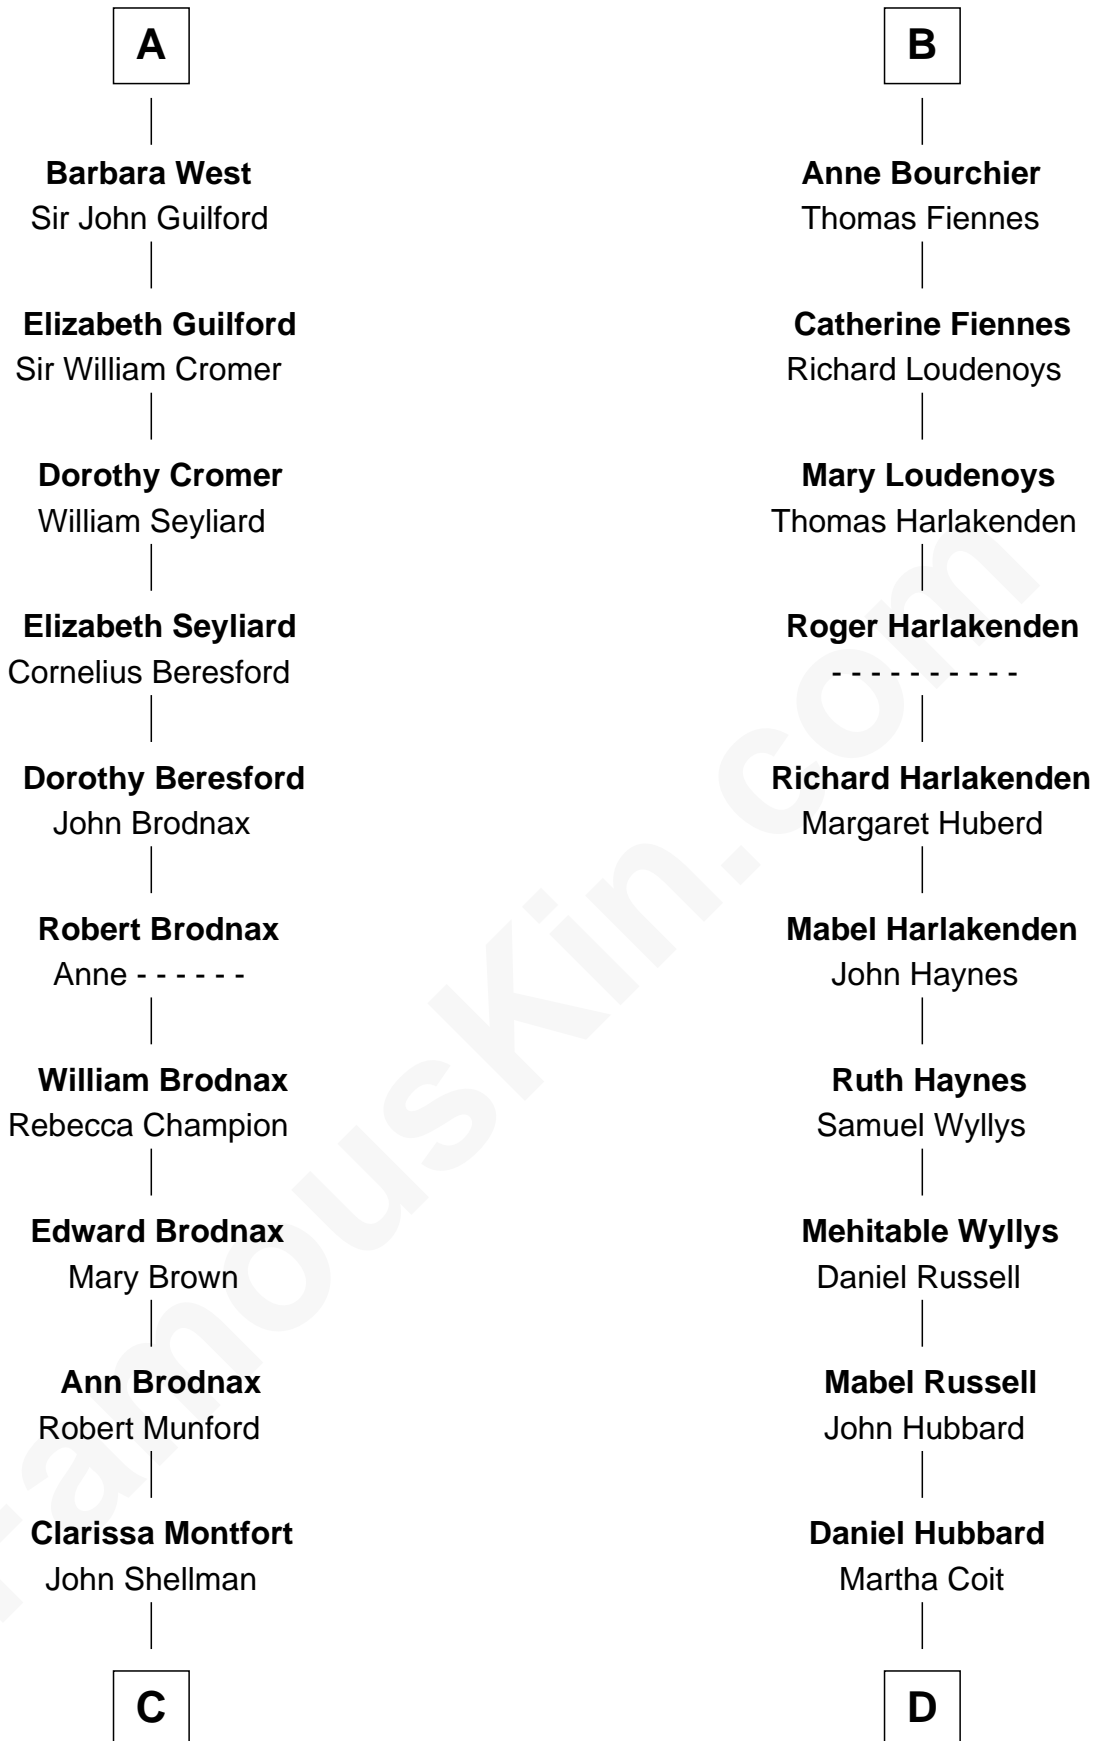 A
Barbara West
Sir John Guilford
Elizabeth Guilford
Sir William Cromer
Dorothy Cromer
William Seyliard
Elizabeth Seyliard
Cornelius Beresford
Dorothy Beresford
John Brodnax
Robert Brodnax
Anne - - - - - -
William Brodnax
Rebecca Champion
Edward Brodnax
Mary Brown
Ann Brodnax
Robert Munford
Clarissa Montfort
John Shellman
C
B
Anne Bourchier
Thomas Fiennes
Catherine Fiennes
Richard Loudenoys
Mary Loudenoys
Thomas Harlakenden
Roger Harlakenden
- - - - - - - - - -
Richard Harlakenden
Margaret Huberd
Mabel Harlakenden
John Haynes
Ruth Haynes
Samuel Wyllys
Mehitable Wyllys
Daniel Russell
Mabel Russell
John Hubbard
Daniel Hubbard
Martha Coit
D
FamousKin.com